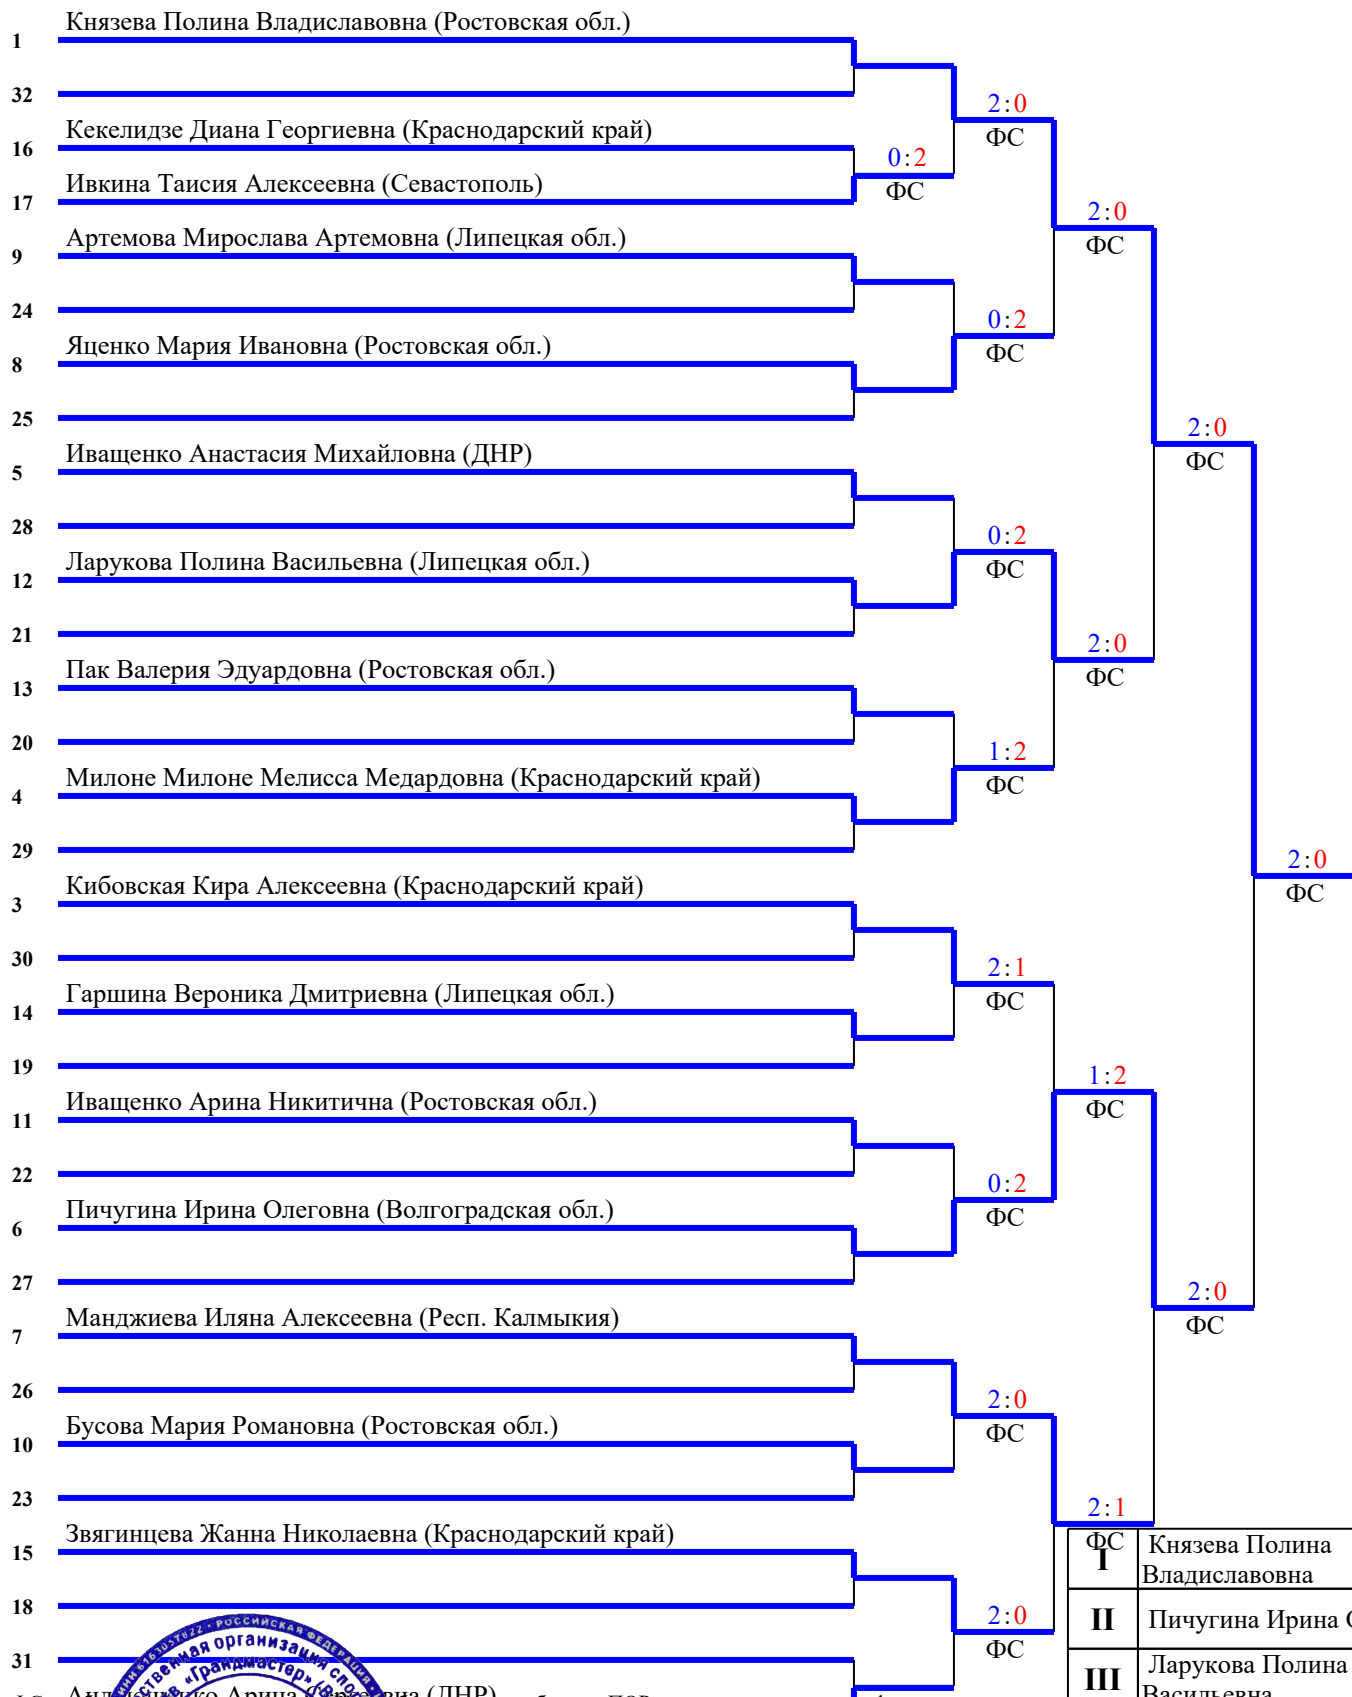 Князева Полина Владиславовна (Ростовская обл.)
1
32
2:0
Кекелидзе Диана Георгиевна (Краснодарский край)
ФС
16
0:2
Ивкина Таисия Алексеевна (Севастополь)
ФС
17
2:0
Артемова Мирослава Артемовна (Липецкая обл.)
ФС
9
24
0:2
Яценко Мария Ивановна (Ростовская обл.)
ФС
8
25
2:0
Иващенко Анастасия Михайловна (ДНР)
ФС
5
28
0:2
Ларукова Полина Васильевна (Липецкая обл.)
ФС
12
21
2:0
Пак Валерия Эдуардовна (Ростовская обл.)
ФС
13
20
1:2
Милоне Милоне Мелисса Медардовна (Краснодарский край)
ФС
4
29
2:0
Кибовская Кира Алексеевна (Краснодарский край)
ФС
3
30
2:1
Гаршина Вероника Дмитриевна (Липецкая обл.)
ФС
14
19
1:2
Иващенко Арина Никитична (Ростовская обл.)
ФС
11
22
0:2
Пичугина Ирина Олеговна (Волгоградская обл.)
ФС
6
27
2:0
Манджиева Иляна Алексеевна (Респ. Калмыкия)
ФС
7
26
2:0
Бусова Мария Романовна (Ростовская обл.)
ФС
10
23
2:1
Звягинцева Жанна Николаевна (Краснодарский край)
ФС
15
I Князева Полина
Владиславовна
18
2:0
II Пичугина Ирина
ФС
31
III Ларукова Полина
Васильевна
РОССИЙСКАЯ ФЕДЕРАЦИЯ
организация
«Грандмастер»
Арина (ДНР)